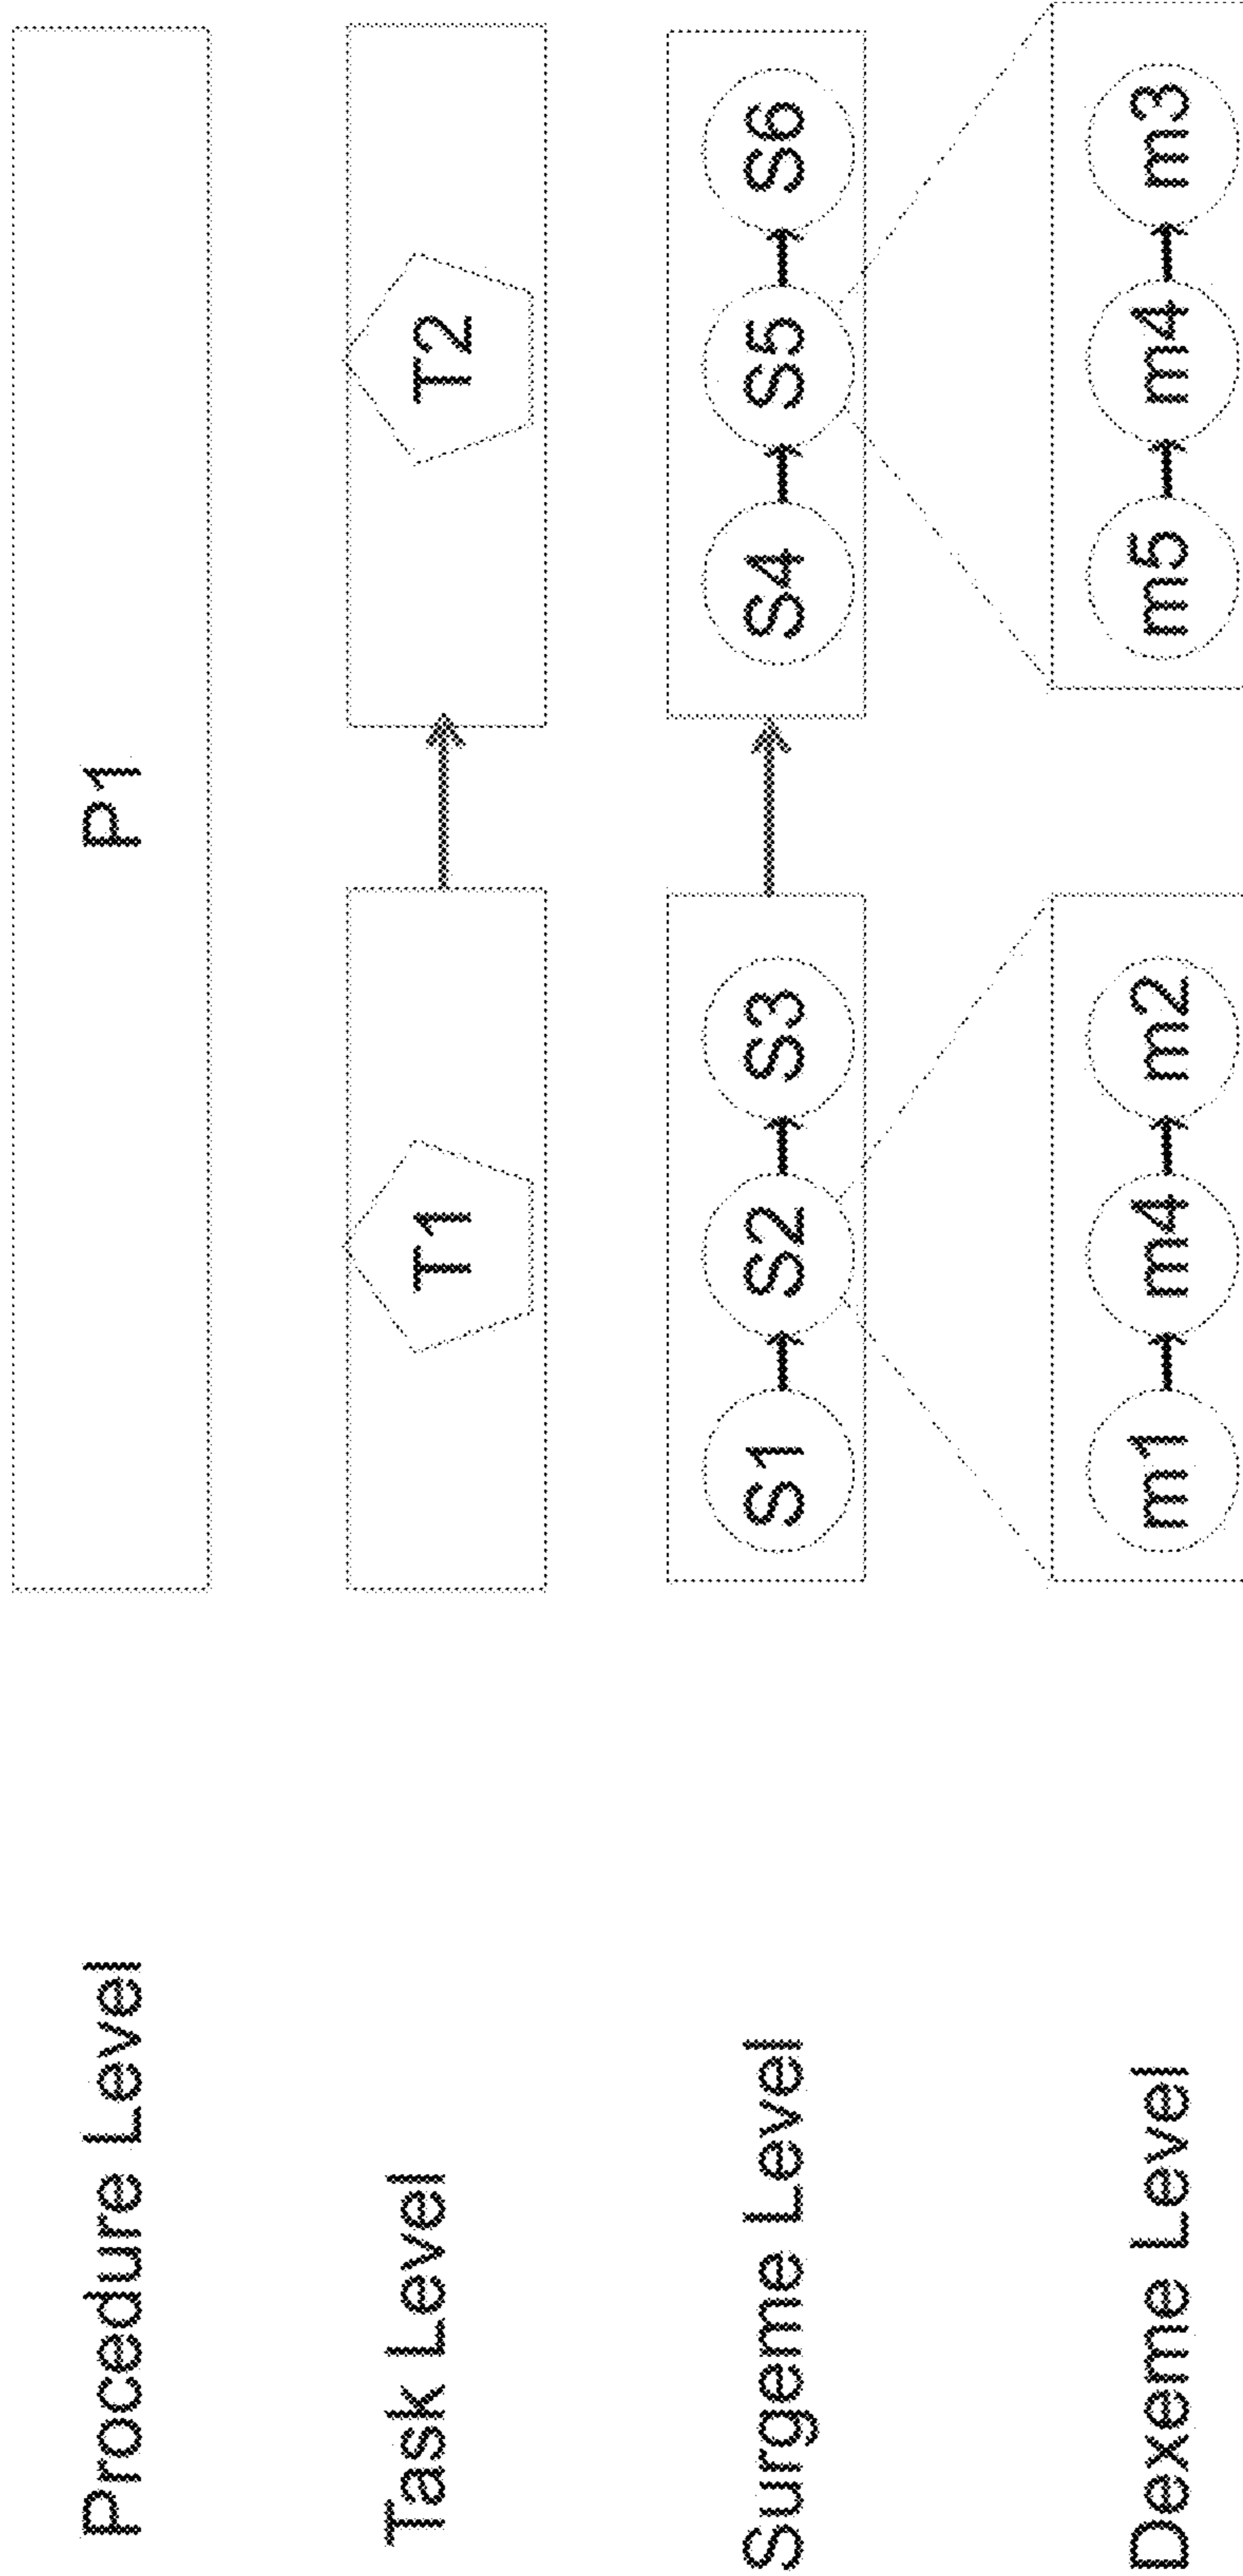 Procedure Level
P1
Task Level
T1
T2
Surgeme Level
S1
S2
S3
S4
S5
S6
Dexeme Level
m1
m4
m2
m5
m4
m3